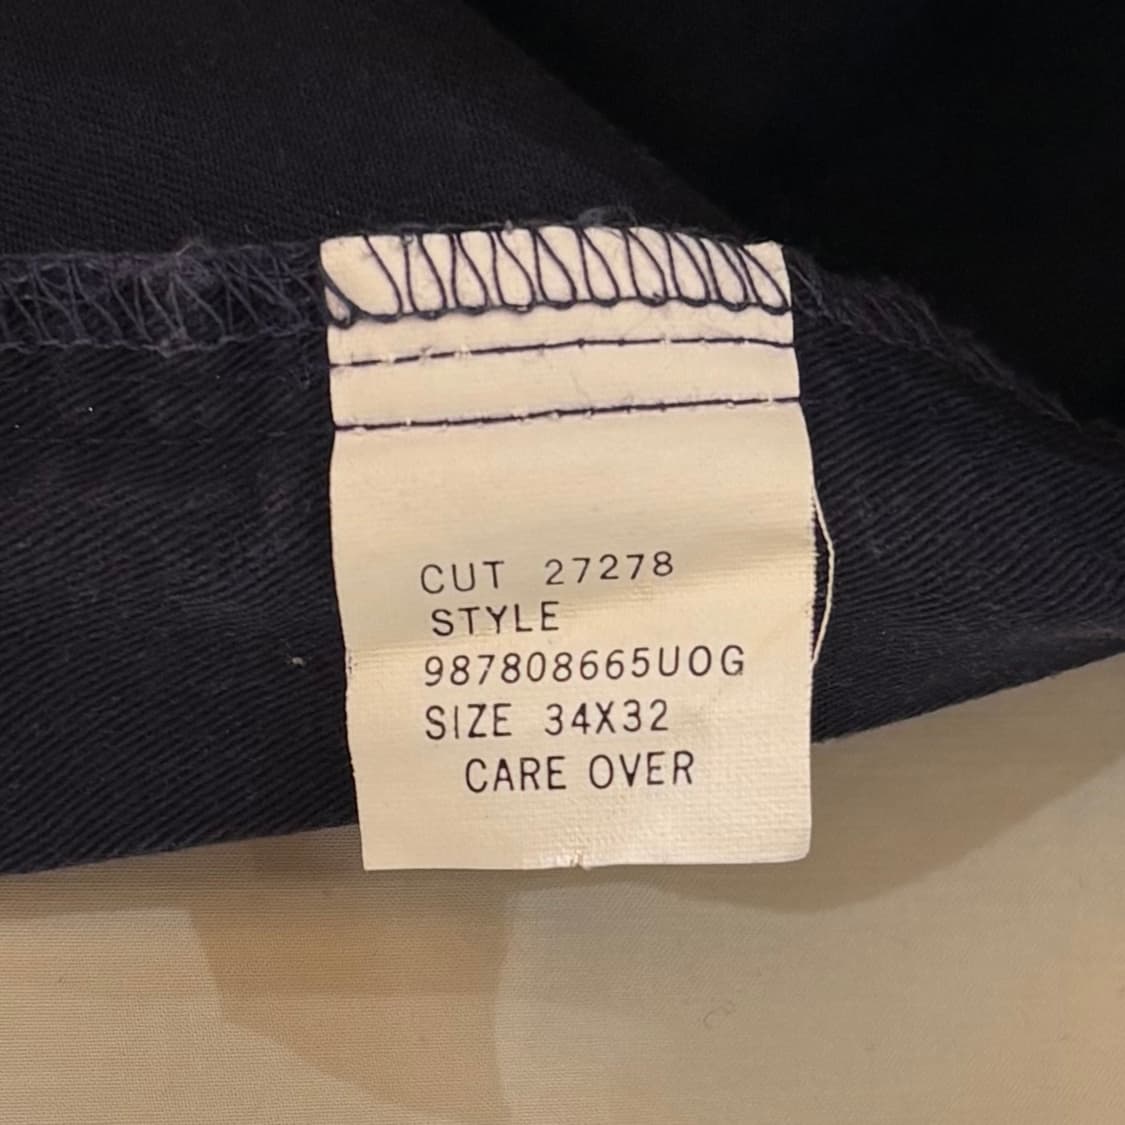 CUT 27278
STYLE
987808665UOG
SIZE 34X32
CARE OVER